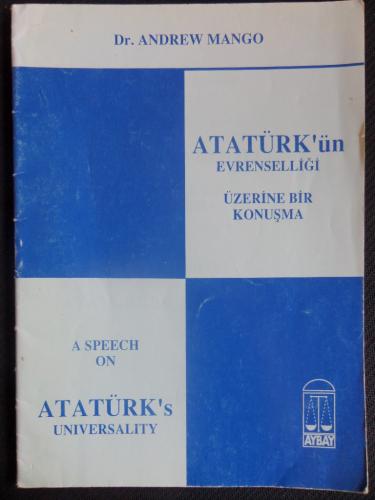 Dr. ANDREW MANGO
ATATÜRK'ün
EVRENSELLİĞİ
ÜZERİNE BİR
KONUŞMA
A SPEECH
ON
ATATÜRK's
UNIVERSALITY
AYBAY